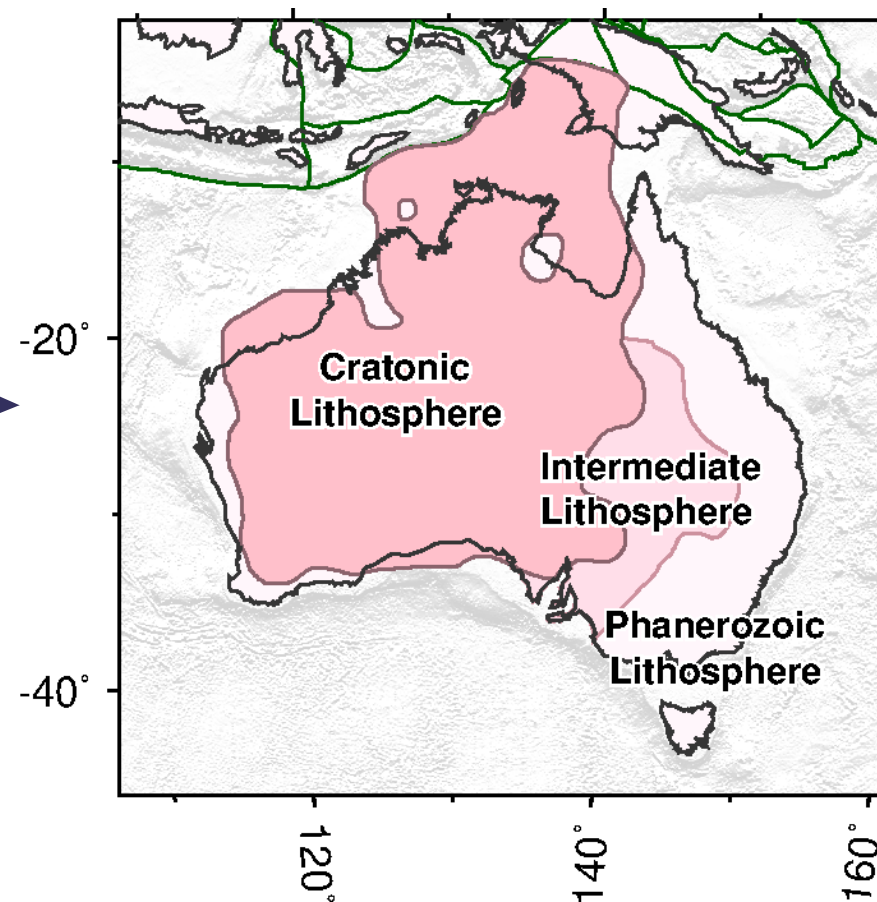 -20°
Cratonic
Lithosphere
Intermediate
Lithosphere
Phanerozoic
Lithosphere
-40°
120°
140°
160°